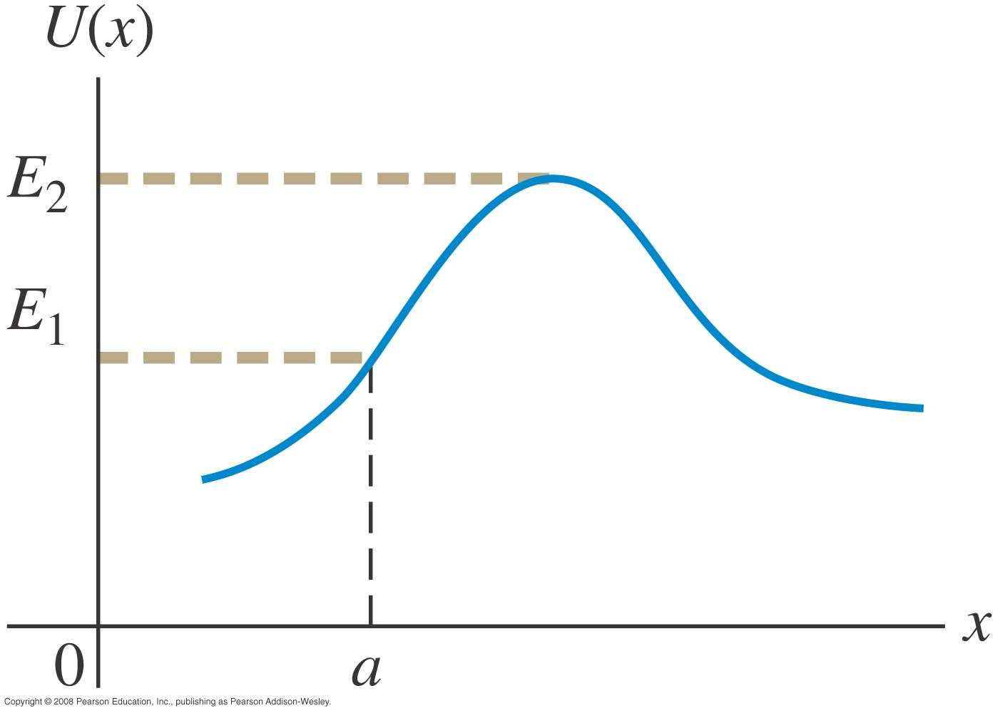 U(x)
E₂
E₁
x
0
a
Copyright © 2008 Pearson Education, Inc., publishing as Pearson Addison-Wesley.